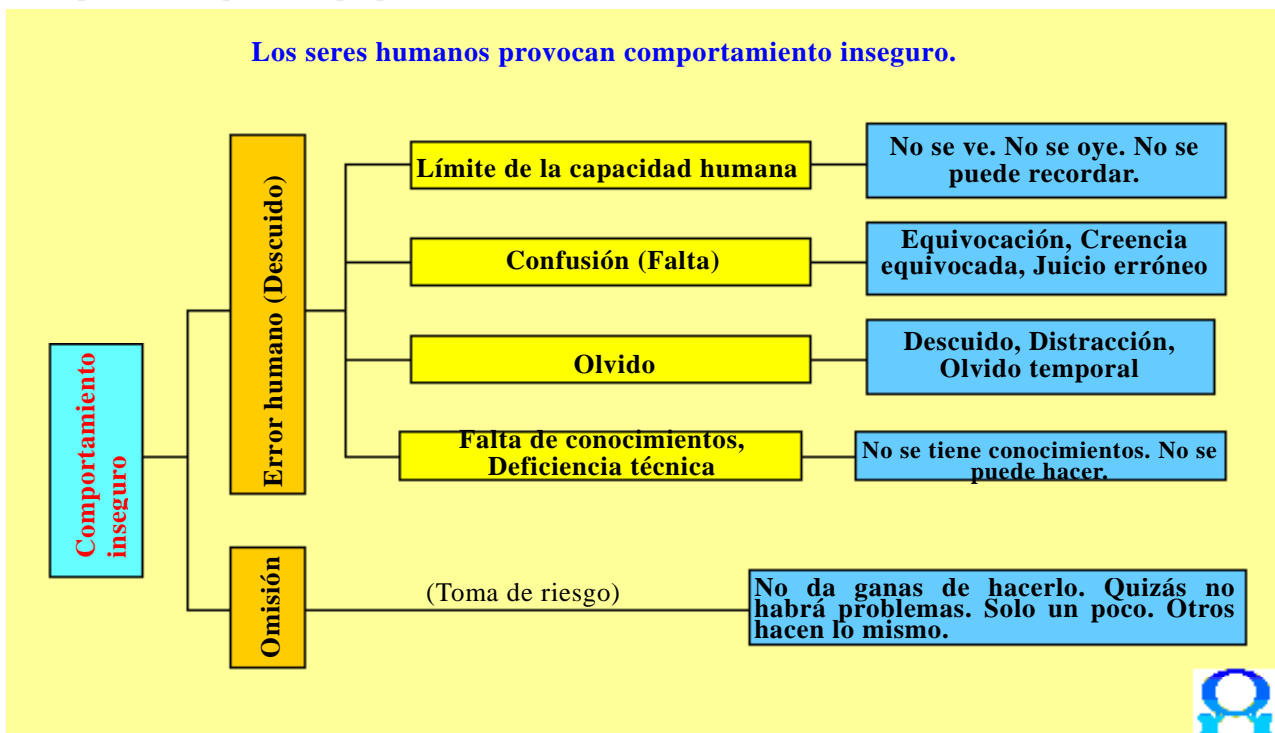 Los seres humanos provocan comportamiento inseguro.
Comportamiento
inseguro
Error humano (Descuido)
Límite de la capacidad humana
No se ve. No se oye. No se
puede recordar.
Confusión (Falta)
Equivocación, Creencia
equivocada, Juicio erróneo
Olvido
Descuido, Distracción,
Olvido temporal
Falta de conocimientos,
Deficiencia técnica
No se tiene conocimientos. No se
puede hacer.
Omisión
(Toma de riesgo)
No da ganas de hacerlo. Quizás no
habrá problemas. Solo un poco. Otros
hacen lo mismo.